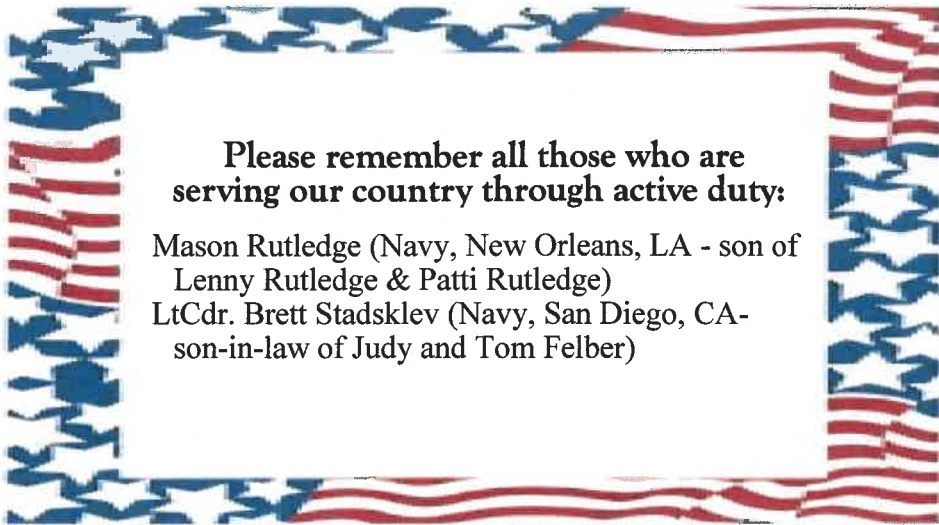 Please remember all those who are
serving our country through active duty:
Mason Rutledge (Navy, New Orleans, LA - son of
Lenny Rutledge & Patti Rutledge)
LtCdr. Brett Stadsklev (Navy, San Diego, CA-
son-in-law of Judy and Tom Felber)